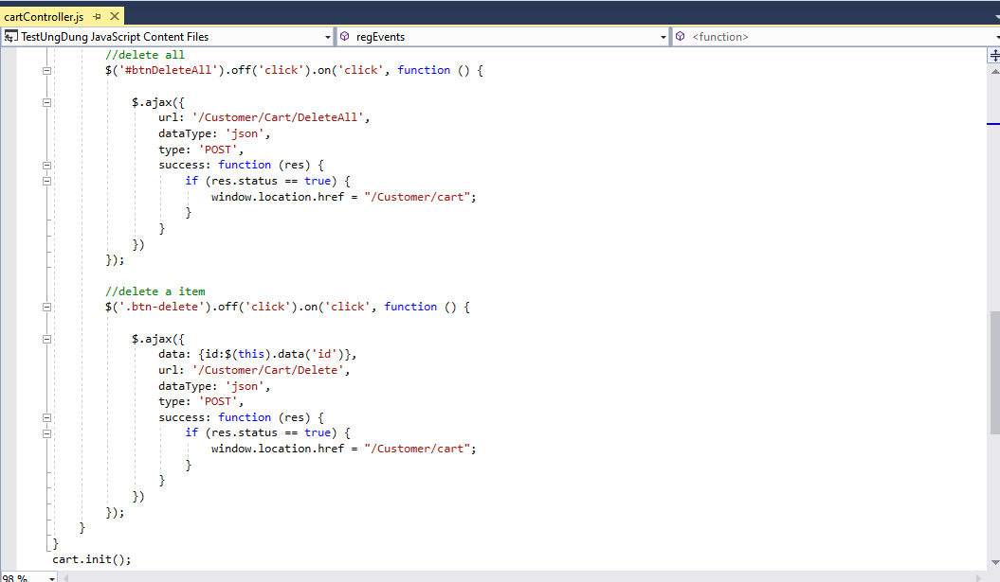 cartController.js
TestUngDung JavaScript Content Files
regEvents
<function>
//delete all
$('#btnDeleteAll').off('click').on('click', function () {
$.ajax({
url: '/Customer/Cart/DeleteAll',
dataType: 'json',
type: 'POST',
success: function (res) {
if (res.status == true) {
window.location.href = "/Customer/cart";
}
}
})
});
//delete a item
$('.btn-delete').off('click').on('click', function () {
$.ajax({
data: {id:$(this).data('id')},
url: '/Customer/Cart/Delete',
dataType: 'json',
type: 'POST',
success: function (res) {
if (res.status == true) {
window.location.href = "/Customer/cart";
}
}
})
});
}
}
cart.init();
98 %